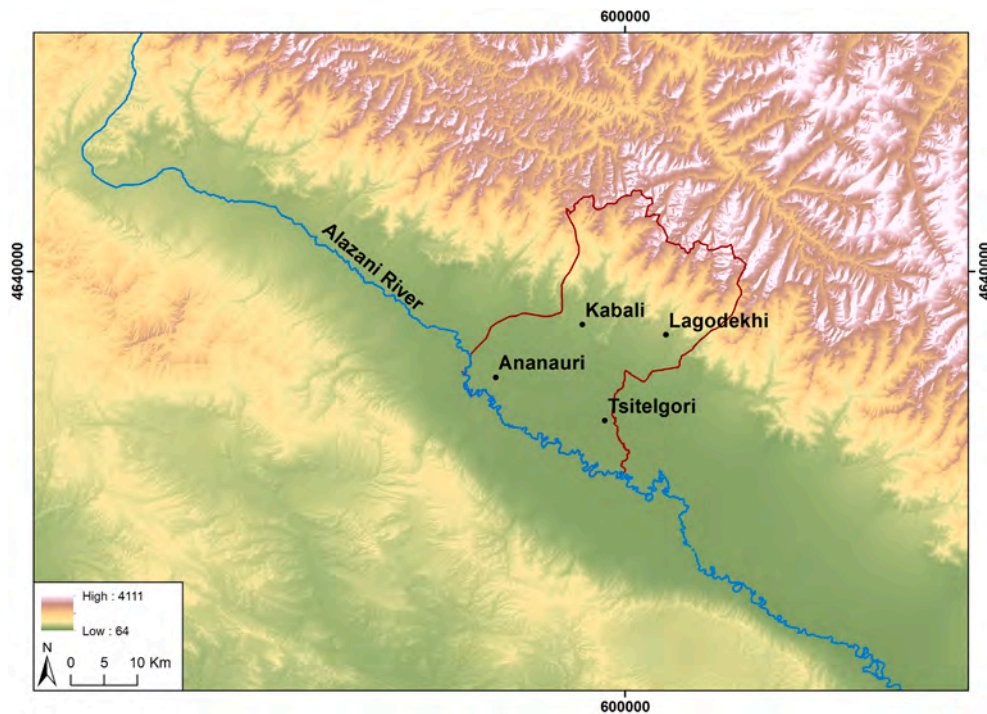 600000
4640000
4640000
Alazani River
Kabali
Lagodekhi
Ananauri
Tsitelgori
High : 4111
Low : 64
N
0 5 10 Km
600000